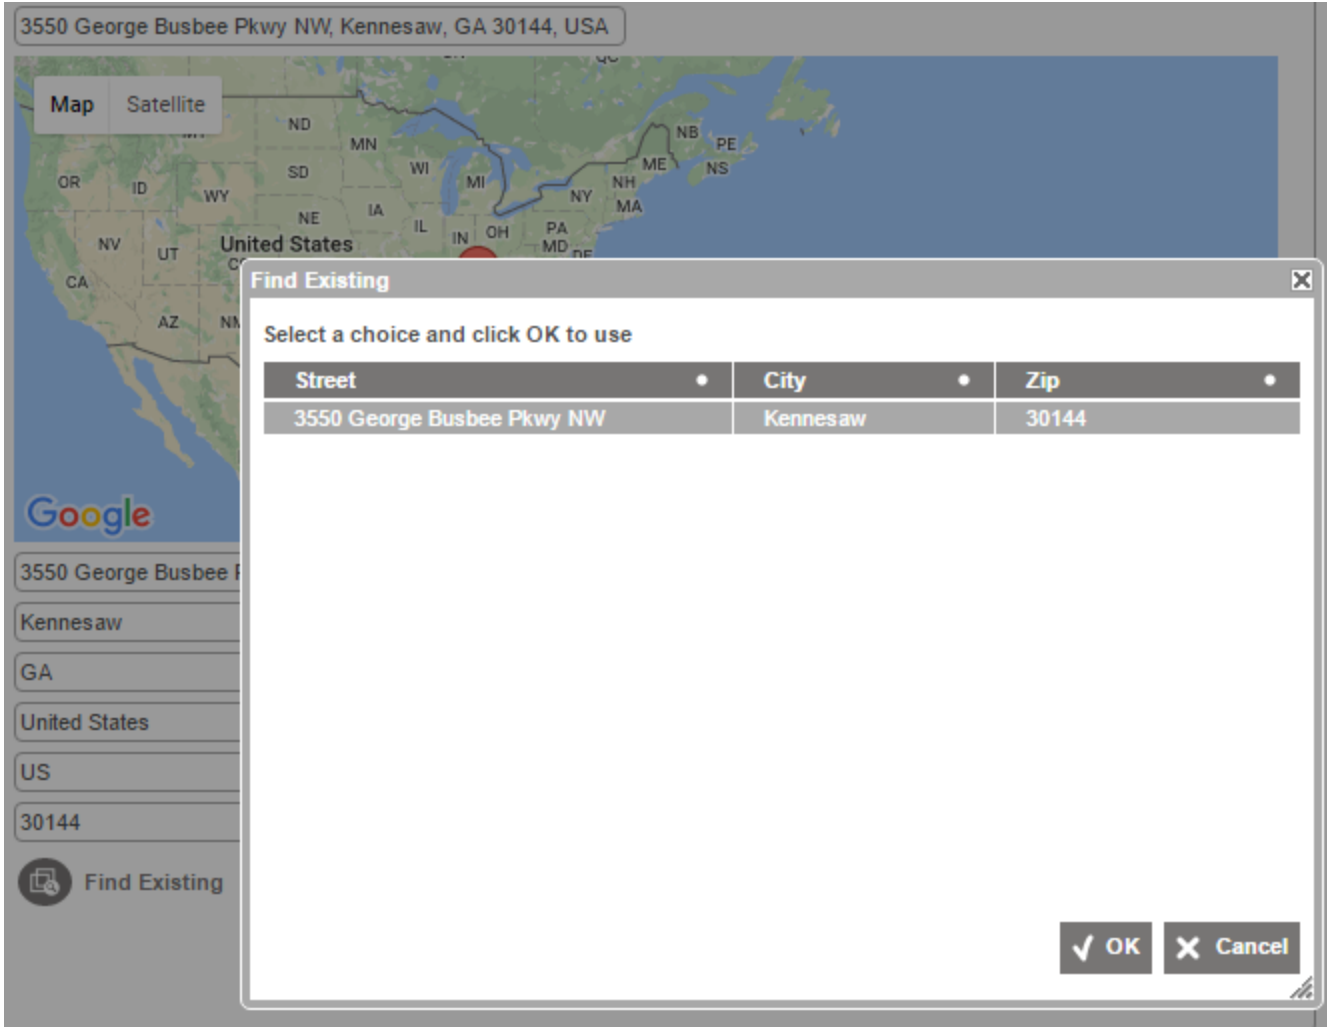 3550 George Busbee Pkwy NW, Kennesaw, GA 30144, USA
Map Satellite
ND
MN
NB
PE
OR
ID
WY
SD
WI
MI
ME
NS
NH
NY
MA
NE
IA
IL
IN
OH
PA
MD
NV
UT
United States
CA
AZ
Find Existing
Select a choice and click OK to use
Street City Zip
3550 George Busbee Pkwy NW Kennesaw 30144
Google
3550 George Busbee
Kennesaw
GA
United States
US
30144
Find Existing
OK Cancel